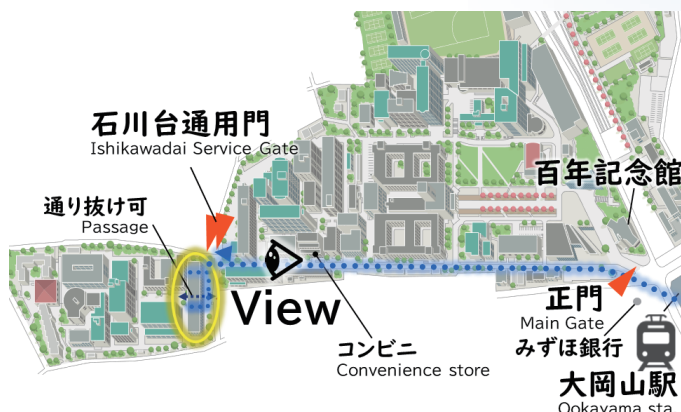 石川台通用門
Ishikawadai Service Gate
百年記念館
通り抜け可
Passage
View
正門
Main Gate
みずほ銀行
コンビニ
Convenience store
大岡山駅
Ookayama sta